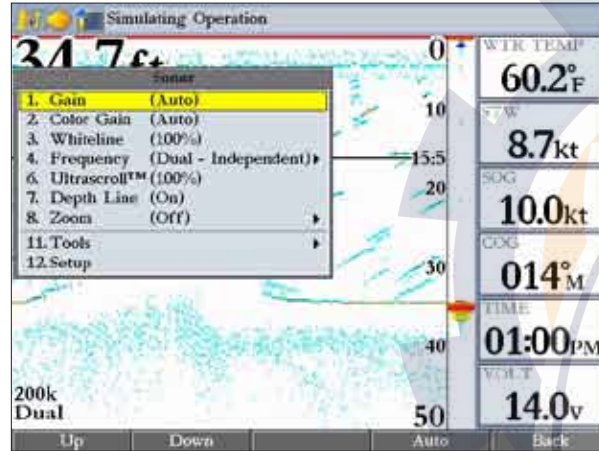 Simulating Operation
34.7ft
Sonar
1. Gain (Auto)
2. Color Gain (Auto)
3. Whiteline (100%)
4. Frequency (Dual - Independent)
6. Ultrascroll™ (100%)
7. Depth Line (On)
8. Zoom (Off)
11. Tools
12. Setup
0
10
15.5
20
30
40
50
200k
Dual
WTR TEMP
60.2°F
8.7kt
SOG
10.0kt
COG
014°M
TIME
01:00PM
VOLT
14.0v
Up Down Auto Back